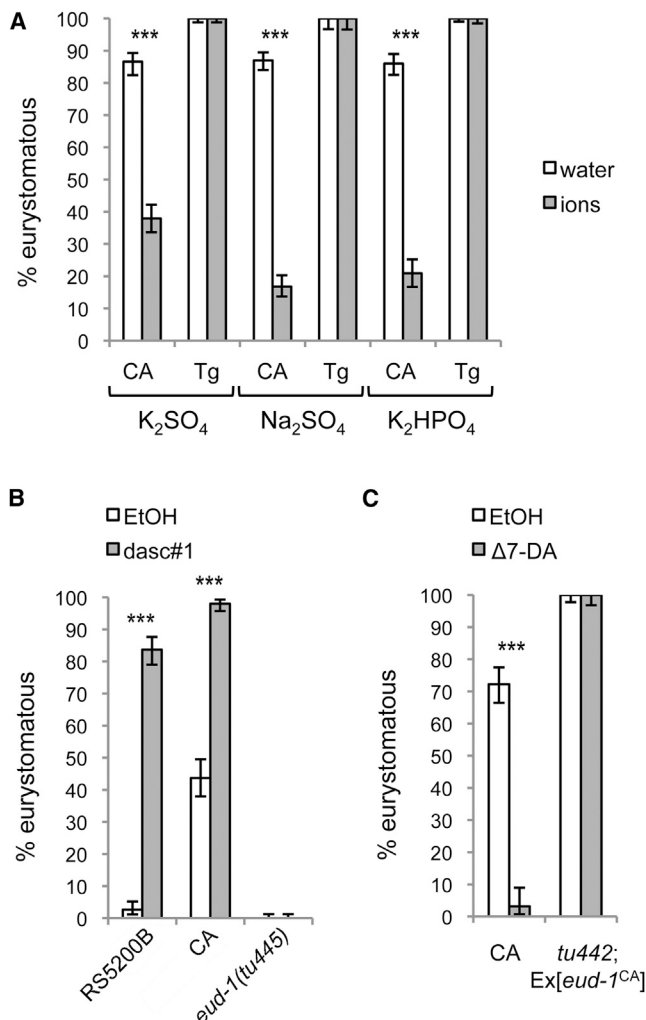 A
% eurystomatous
100
90
80
70
60
50
40
30
20
10
0
*** *** ***
water
ions
CA Tg CA Tg CA Tg
K₂SO₄ Na₂SO₄ K₂HPO₄
B
EtOH
dasc#1
% eurystomatous
100
90
80
70
60
50
40
30
20
10
0
*** ***
RS5200B CA eud-1(tu445)
C
EtOH
Δ7-DA
% eurystomatous
100
90
80
70
60
50
40
30
20
10
0
***
CA tu442;
Ex[eud-1ᶜᴬ]